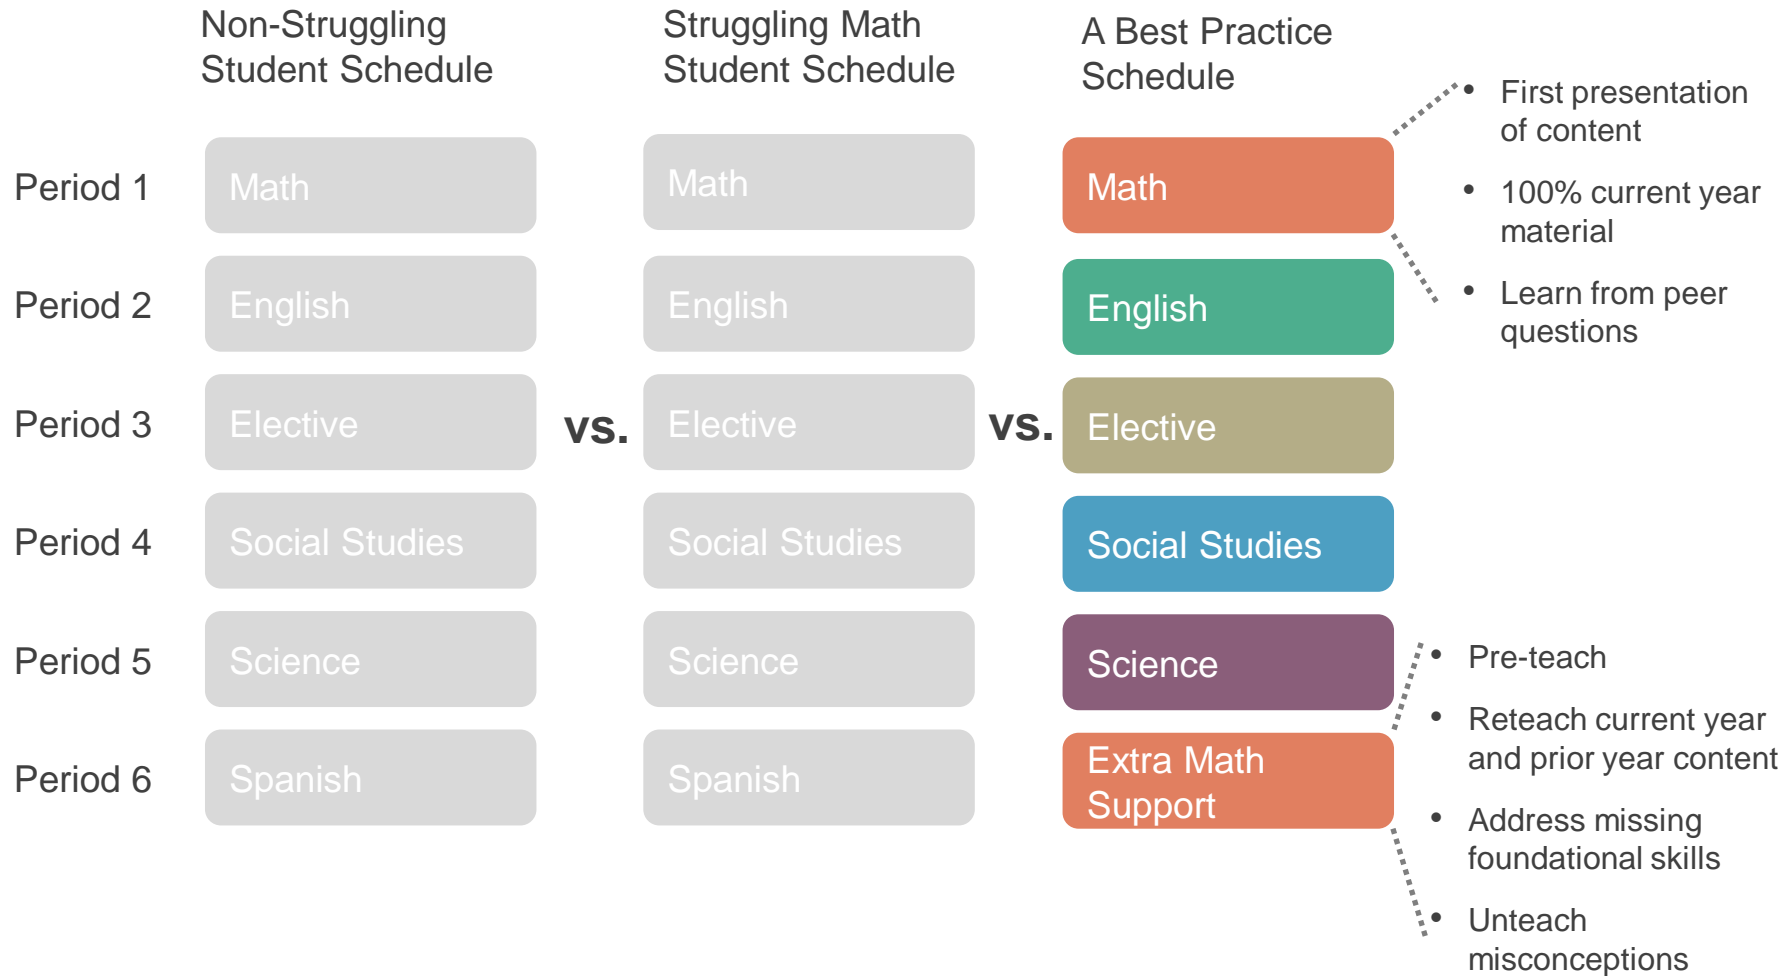 Non-Struggling
Student Schedule
Struggling Math
Student Schedule
A Best Practice
Schedule
Period 1
Math
Math
Math
• First presentation
of content
• 100% current year
material
• Learn from peer
questions
Period 2
English
English
English
Period 3
Elective
vs.
Elective
vs.
Elective
Period 4
Social Studies
Social Studies
Social Studies
Period 5
Science
Science
Science
Period 6
Spanish
Spanish
Extra Math
Support
• Pre-teach
• Reteach current year
and prior year content
• Address missing
foundational skills
• Unteach
misconceptions